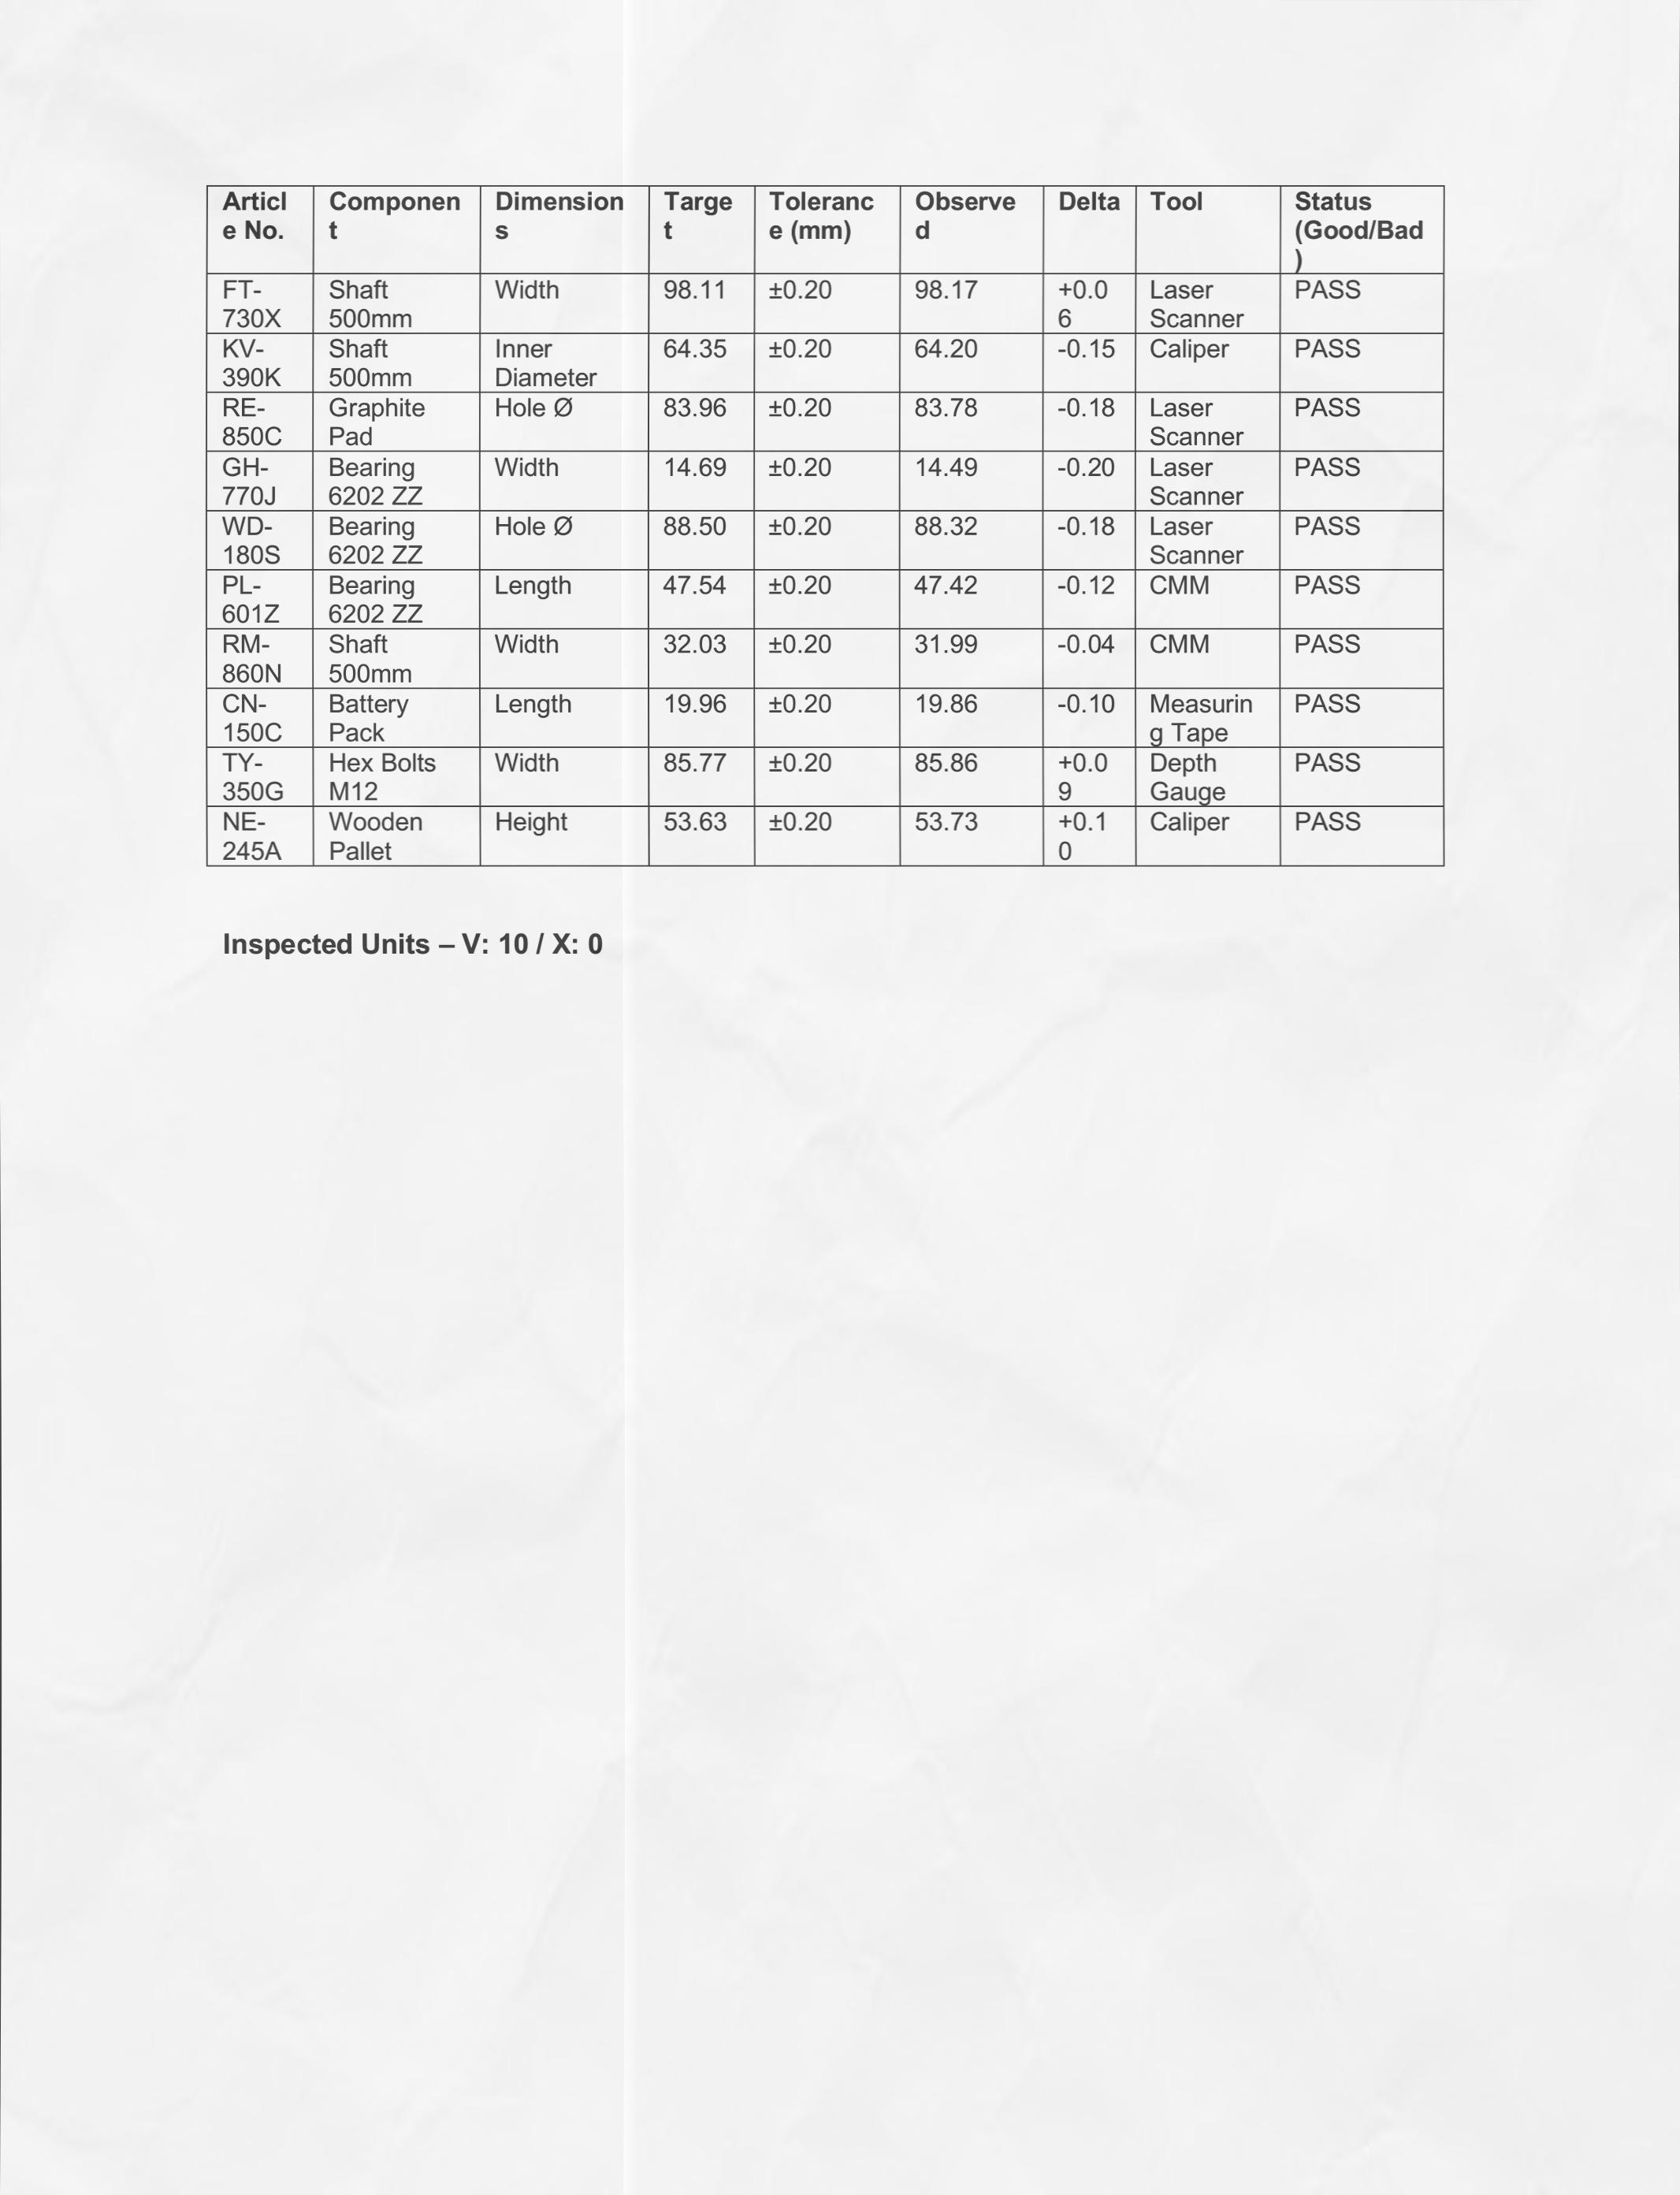 Article No. Component Dimensions Target Tolerance (mm) Observed Delta Tool Status (Good/Bad)
FT-730X Shaft 500mm Width 98.11 ±0.20 98.17 +0.06 Laser Scanner PASS
KV-390K Shaft 500mm Inner Diameter 64.35 ±0.20 64.20 -0.15 Caliper PASS
RE-850C Graphite Pad Hole Ø 83.96 ±0.20 83.78 -0.18 Laser Scanner PASS
GH-770J Bearing 6202 ZZ Width 14.69 ±0.20 14.49 -0.20 Laser Scanner PASS
WD-180S Bearing 6202 ZZ Hole Ø 88.50 ±0.20 88.32 -0.18 Laser Scanner PASS
PL-601Z Bearing 6202 ZZ Length 47.54 ±0.20 47.42 -0.12 CMM PASS
RM-860N Shaft 500mm Width 32.03 ±0.20 31.99 -0.04 CMM PASS
CN-150C Battery Pack Length 19.96 ±0.20 19.86 -0.10 Measuring Tape PASS
TY-350G Hex Bolts M12 Width 85.77 ±0.20 85.86 +0.09 Depth Gauge PASS
NE-245A Wooden Pallet Height 53.63 ±0.20 53.73 +0.10 Caliper PASS
Inspected Units – V: 10 / X: 0